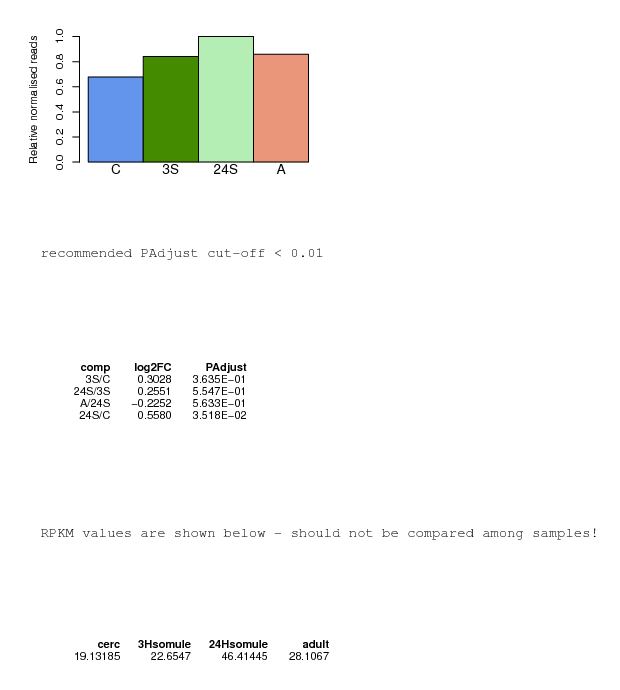 Relative normalised reads
1.0
0.8
0.6
0.4
0.2
0.0
C 3S 24S A
recommended PAdjust cut-off < 0.01
comp log2FC PAdjust
3S/C 0.3028 3.635E-01
24S/3S 0.2551 5.547E-01
A/24S -0.2252 5.633E-01
24S/C 0.5580 3.518E-02
RPKM values are shown below - should not be compared among samples!
cerc 3Hsomule 24Hsomule adult
19.13185 22.6547 46.41445 28.1067